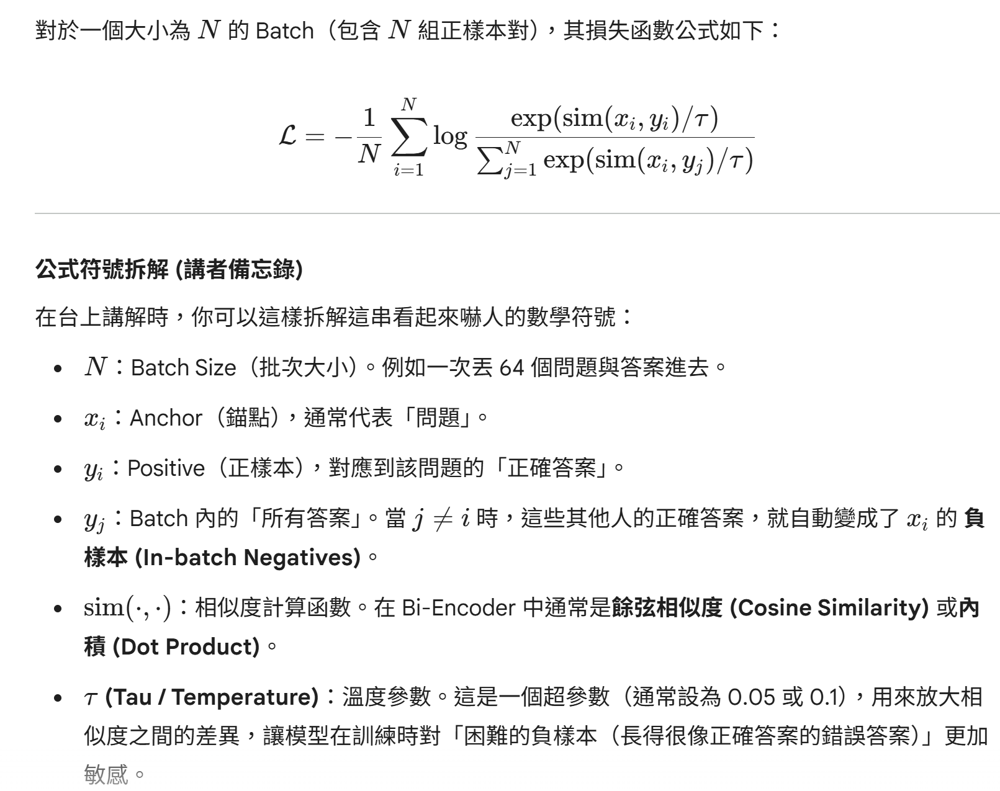 對於一個大小為 N 的 Batch（包含 N 組正樣本對），其損失函數公式如下：
ℒ = −\frac{1}{N} \sum_{i=1}^{N} \log \frac{\exp(\text{sim}(x_i, y_i)/τ)}{\sum_{j=1}^{N} \exp(\text{sim}(x_i, y_j)/τ)}
公式符號拆解 (講者備忘錄)
在台上講解時，你可以這樣拆解這串看起來嚇人的數學符號：
• N：Batch Size（批次大小）。例如一次丟 64 個問題與答案進去。
• x_i：Anchor（錨點），通常代表「問題」。
• y_i：Positive（正樣本），對應到該問題的「正確答案」。
• y_j：Batch 內的「所有答案」。當 j ≠ i 時，這些其他人的正確答案，就自動變成了 x_i 的 負
樣本 (In-batch Negatives)。
• sim(·, ·)：相似度計算函數。在 Bi-Encoder 中通常是餘弦相似度 (Cosine Similarity) 或內
積 (Dot Product)。
• τ (Tau / Temperature)：溫度參數。這是一個超參數（通常設為 0.05 或 0.1），用來放大相
似度之間的差異，讓模型在訓練時對「困難的負樣本（長得很像正確答案的錯誤答案）」更加
敏感。